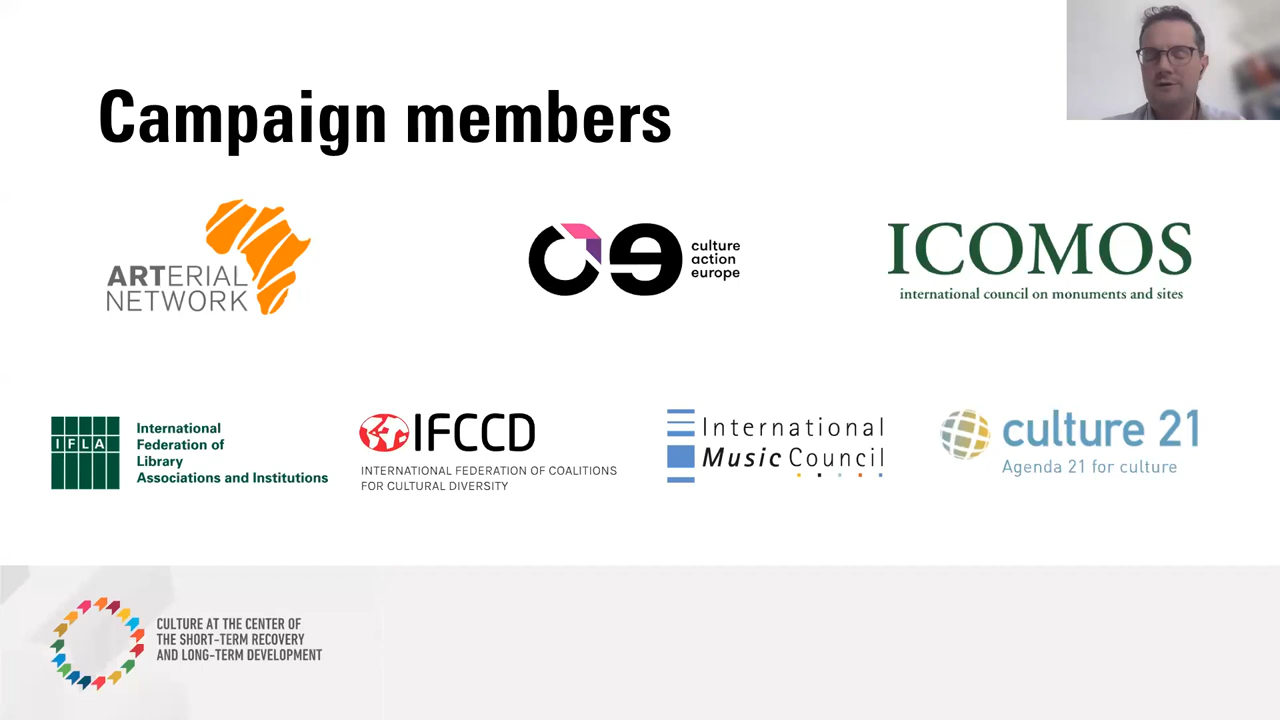 Campaign members
ARTERIAL
NETWORK
culture
action
europe
ICOMOS
international council on monuments and sites
IFLA
International
Federation of
Library
Associations and Institutions
IFCCD
INTERNATIONAL FEDERATION OF COALITIONS
FOR CULTURAL DIVERSITY
International
Music Council
culture 21
Agenda 21 for culture
CULTURE AT THE CENTER OF
THE SHORT-TERM RECOVERY
AND LONG-TERM DEVELOPMENT